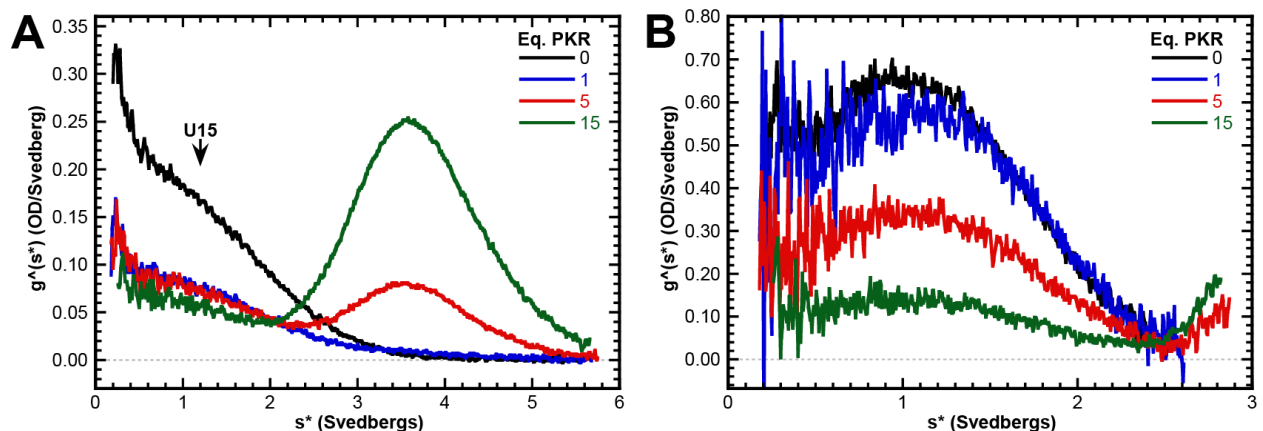 A
Eq. PKR
0
1
5
15
U15
0.35
0.30
0.25
0.20
0.15
0.10
0.05
0.00
g^(s*) (OD/Svedberg)
0 1 2 3 4 5 6
s* (Svedbergs)
B
Eq. PKR
0
1
5
15
0.80
0.70
0.60
0.50
0.40
0.30
0.20
0.10
0.00
g^(s*) (OD/Svedberg)
0 1 2 3
s* (Svedbergs)